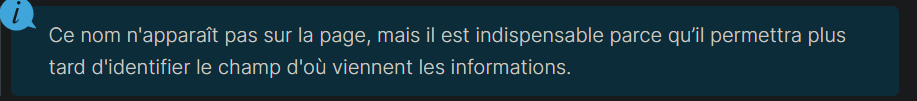 i
Ce nom n'apparaît pas sur la page, mais il est indispensable parce qu’il permettra plus
tard d'identifier le champ d'où viennent les informations.